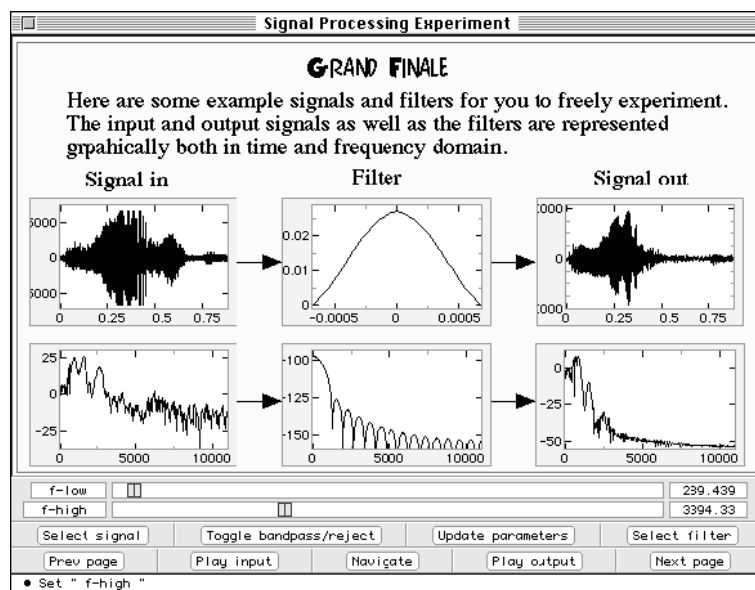 Signal Processing Experiment
GRAND FINALE
Here are some example signals and filters for you to freely experiment.
The input and output signals as well as the filters are represented
grpahically both in time and frequency domain.
Signal in Filter Signal out
5000
0
5000
0 0.25 0.5 0.75
0.02
0.01
0
-0.0005 0 0.0005
000
0
000
0 0.25 0.5 0.75
25
0
-25
0 5000 10000
-100
-125
-150
0 5000 10000
0
-25
-50
0 5000 10000
f-low 239.439
f-high 3394.33
Select signal Toggle bandpass/reject Update parameters Select filter
Prev page Play input Navigate Play output Next page
• Set " f-high "